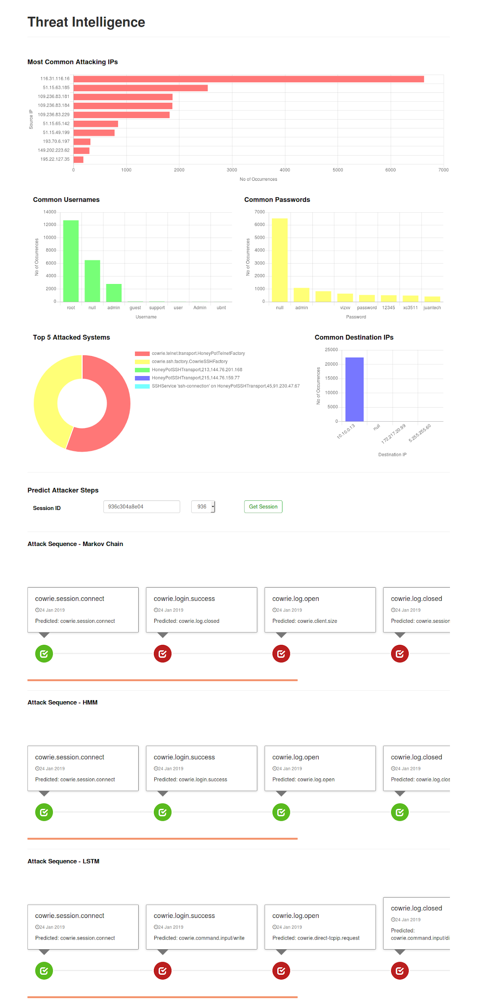 Threat Intelligence
Most Common Attacking IPs
Source IP
116.31.116.16
51.15.63.185
109.236.83.181
109.236.83.184
109.236.83.229
51.15.65.142
51.15.49.199
193.70.6.197
149.202.223.62
195.22.127.35
0 1000 2000 3000 4000 5000 6000 7000
No of Occurrences
Common Usernames
No of Occurrences
14000
12000
10000
8000
6000
4000
2000
0
root null admin guest support user Admin ubnt
Username
Common Passwords
No of Occurrences
7000
6000
5000
4000
3000
2000
1000
0
null admin vizxv password 12345 xc3511 juantech
Password
Top 5 Attacked Systems
cowrie.telnet.transport.HoneyPotTelnetFactory
cowrie.ssh.factory.CowrieSSHFactory
HoneyPotSSHTransport,213,144.76.201.168
HoneyPotSSHTransport,215,144.76.159.77
SSHService 'ssh-connection' on HoneyPotSSHTransport,45,91.230.47.67
Common Destination IPs
No of Occurrences
25000
20000
15000
10000
5000
0
10.10.0.13 null 172.217.20.99 5.255.255.60
Destination IP
Predict Attacker Steps
Session ID 936c304a8e04 936 Get Session
Attack Sequence - Markov Chain
cowrie.session.connect
24 Jan 2019
Predicted: cowrie.session.connect
cowrie.login.success
24 Jan 2019
Predicted: cowrie.log.closed
cowrie.log.open
24 Jan 2019
Predicted: cowrie.client.size
cowrie.log.closed
24 Jan 2019
Predicted: cowrie.session
Attack Sequence - HMM
cowrie.session.connect
24 Jan 2019
Predicted: cowrie.session.connect
cowrie.login.success
24 Jan 2019
Predicted: cowrie.login.success
cowrie.log.open
24 Jan 2019
Predicted: cowrie.log.open
cowrie.log.closed
24 Jan 2019
Predicted: cowrie.log.clos
Attack Sequence - LSTM
cowrie.session.connect
24 Jan 2019
Predicted: cowrie.session.connect
cowrie.login.success
24 Jan 2019
Predicted: cowrie.command.input/write
cowrie.log.open
24 Jan 2019
Predicted: cowrie.direct-tcpip.request
cowrie.log.closed
24 Jan 2019
Predicted:
cowrie.command.input/di